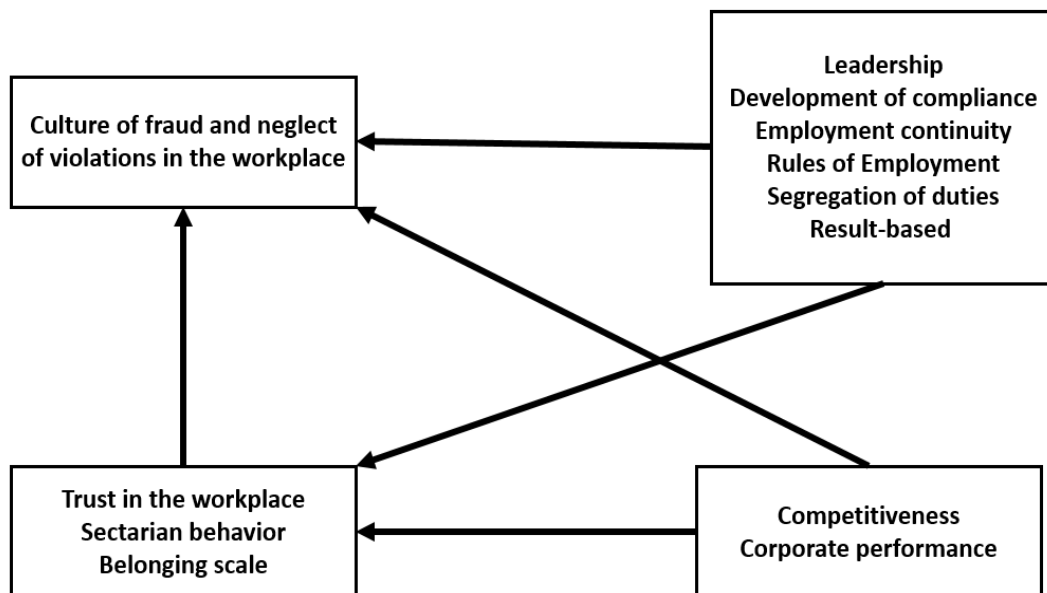 Culture of fraud and neglect
of violations in the workplace
Leadership
Development of compliance
Employment continuity
Rules of Employment
Segregation of duties
Result-based
Trust in the workplace
Sectarian behavior
Belonging scale
Competitiveness
Corporate performance